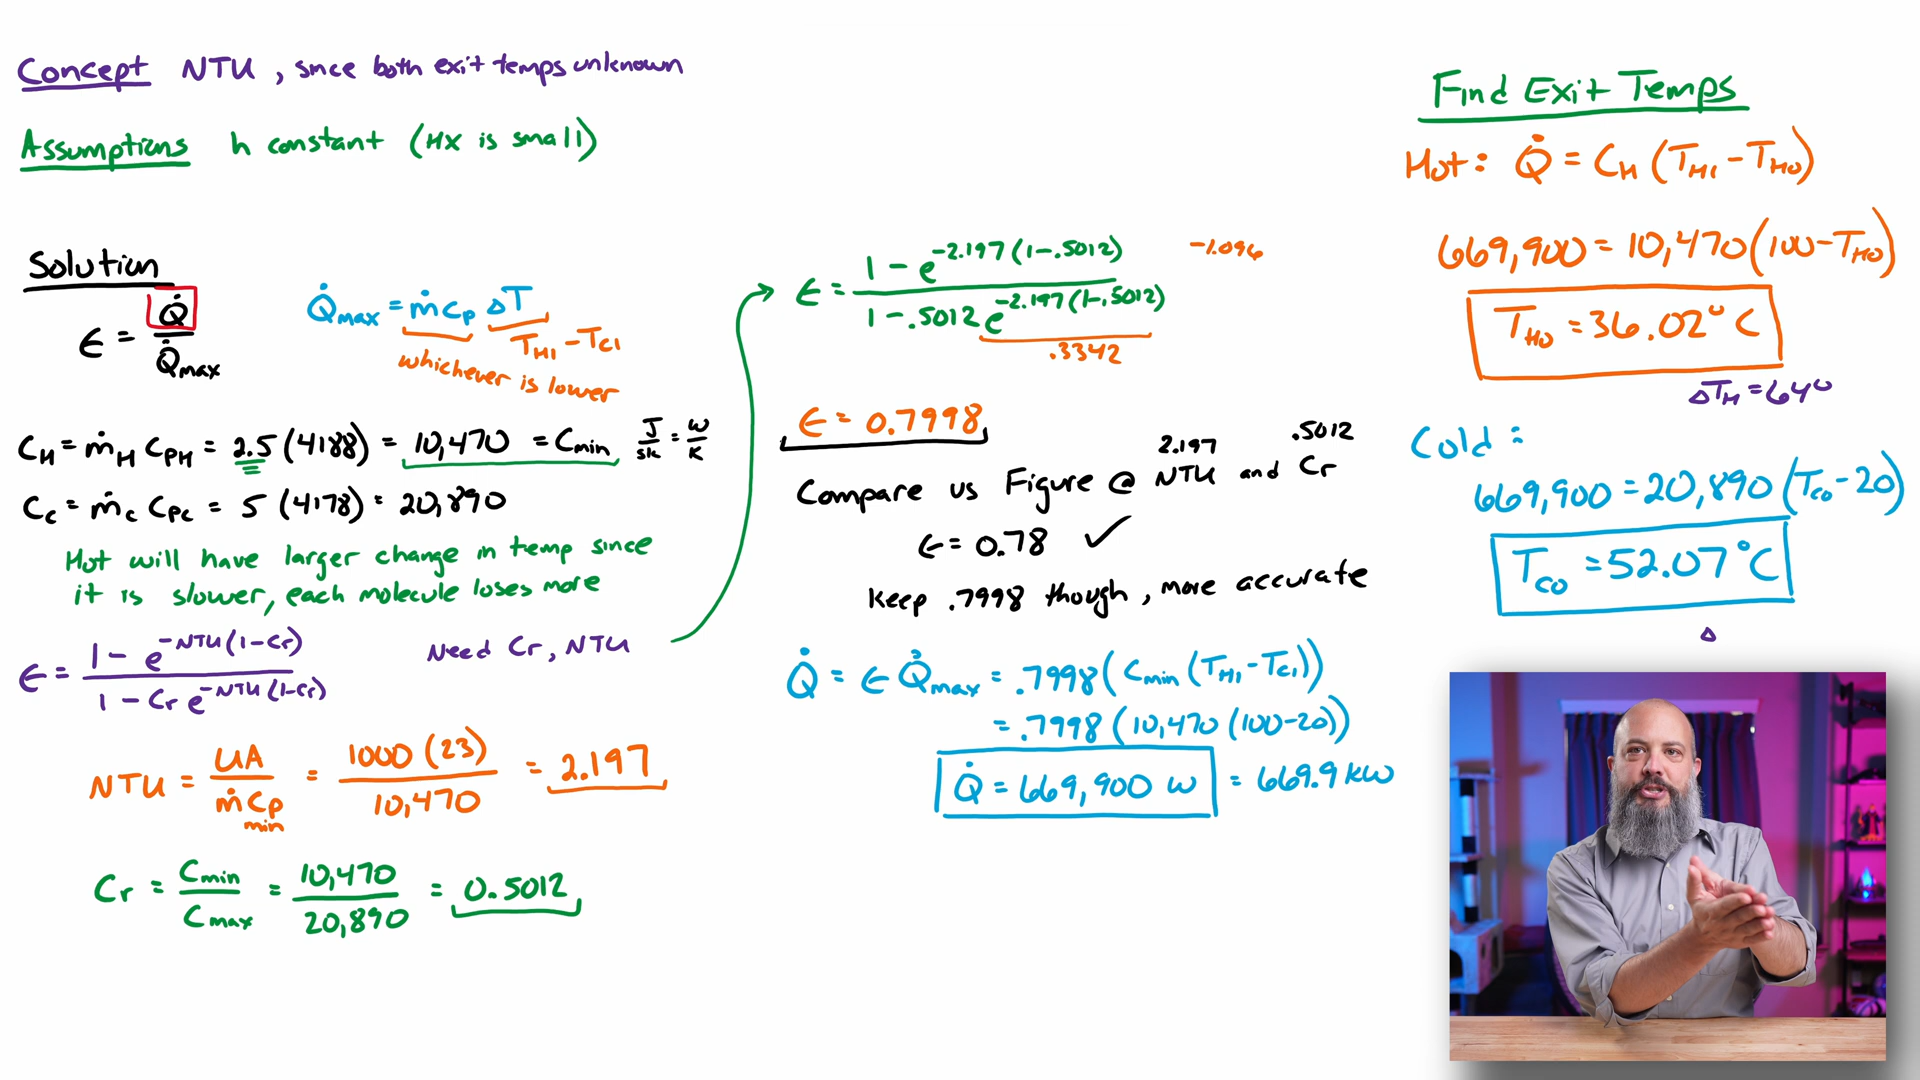 Concept NTU, since both exit temps unknown
Assumptions h constant (HX is small)
Solution
ϵ = Q̇ / Q̇max
Q̇max = ṁ cp ΔT
TH1 - TC1
whichever is lower
CH = ṁH CPH = 2.5 (4188) = 10,470 = Cmin J/sK = W/K
Cc = ṁc CPc = 5 (4178) = 20,890
Hot will have larger change in temp since
it is slower, each molecule loses more
ϵ = 1 - e^-NTU(1-Cr) / 1 - Cr e^-NTU(1-Cr)
Need Cr, NTU
NTU = UA / ṁcp min = 1000 (23) / 10,470 = 2.197
Cr = Cmin / Cmax = 10,470 / 20,890 = 0.5012
ϵ = 1 - e^-2.197(1-.5012) / 1 - .5012 e^-2.197(1-.5012)
-1.096
.3342
ϵ = 0.7998
2.197 .5012
Compare vs Figure @ NTU and Cr
ϵ = 0.78 ✓
Keep .7998 though, more accurate
Q̇ = ϵ Q̇max = .7998 (Cmin (TH1 - TC1))
= .7998 (10,470 (100-20))
Q̇ = 669,900 W = 669.9 kW
Find Exit Temps
Hot: Q̇ = CH (TH1 - THO)
669,900 = 10,470 (100 - THO)
THO = 36.02° C
ΔTH = 64°
Cold:
669,900 = 20,890 (TCO - 20)
TCO = 52.07°C
Δ